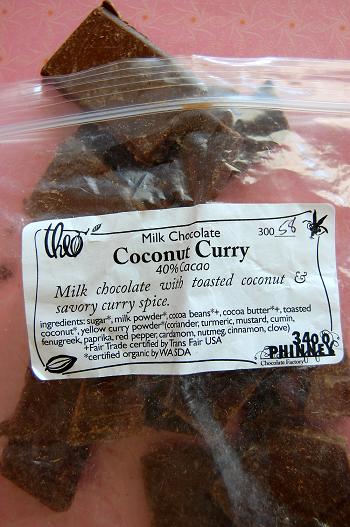 theo
Milk Chocolate 300 58
Coconut Curry
40% Cacao
Milk chocolate with toasted coconut &
savory curry spice.
ingredients: sugar*, milk powder*, cocoa beans*+, cocoa butter*+, toasted
coconut*, yellow curry powder*(coriander, turmeric, mustard, cumin,
fenugreek, paprika, red pepper, cardamom, nutmeg, cinnamon, clove)
+Fair Trade certified by Trans Fair USA
*certified organic by WASDA
3400
PHINNEY
Chocolate Factory